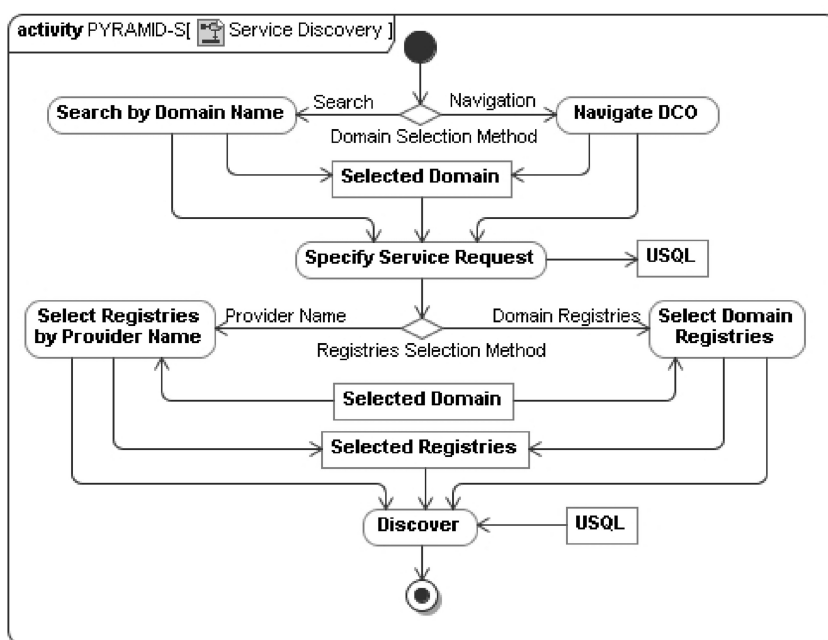 activity PYRAMID-S[ Service Discovery ]
Search
Navigation
Search by Domain Name
Navigate DCO
Domain Selection Method
Selected Domain
Specify Service Request
USQL
Select Registries
by Provider Name
Provider Name
Domain Registries
Select Domain
Registries
Registries Selection Method
Selected Domain
Selected Registries
Discover
USQL